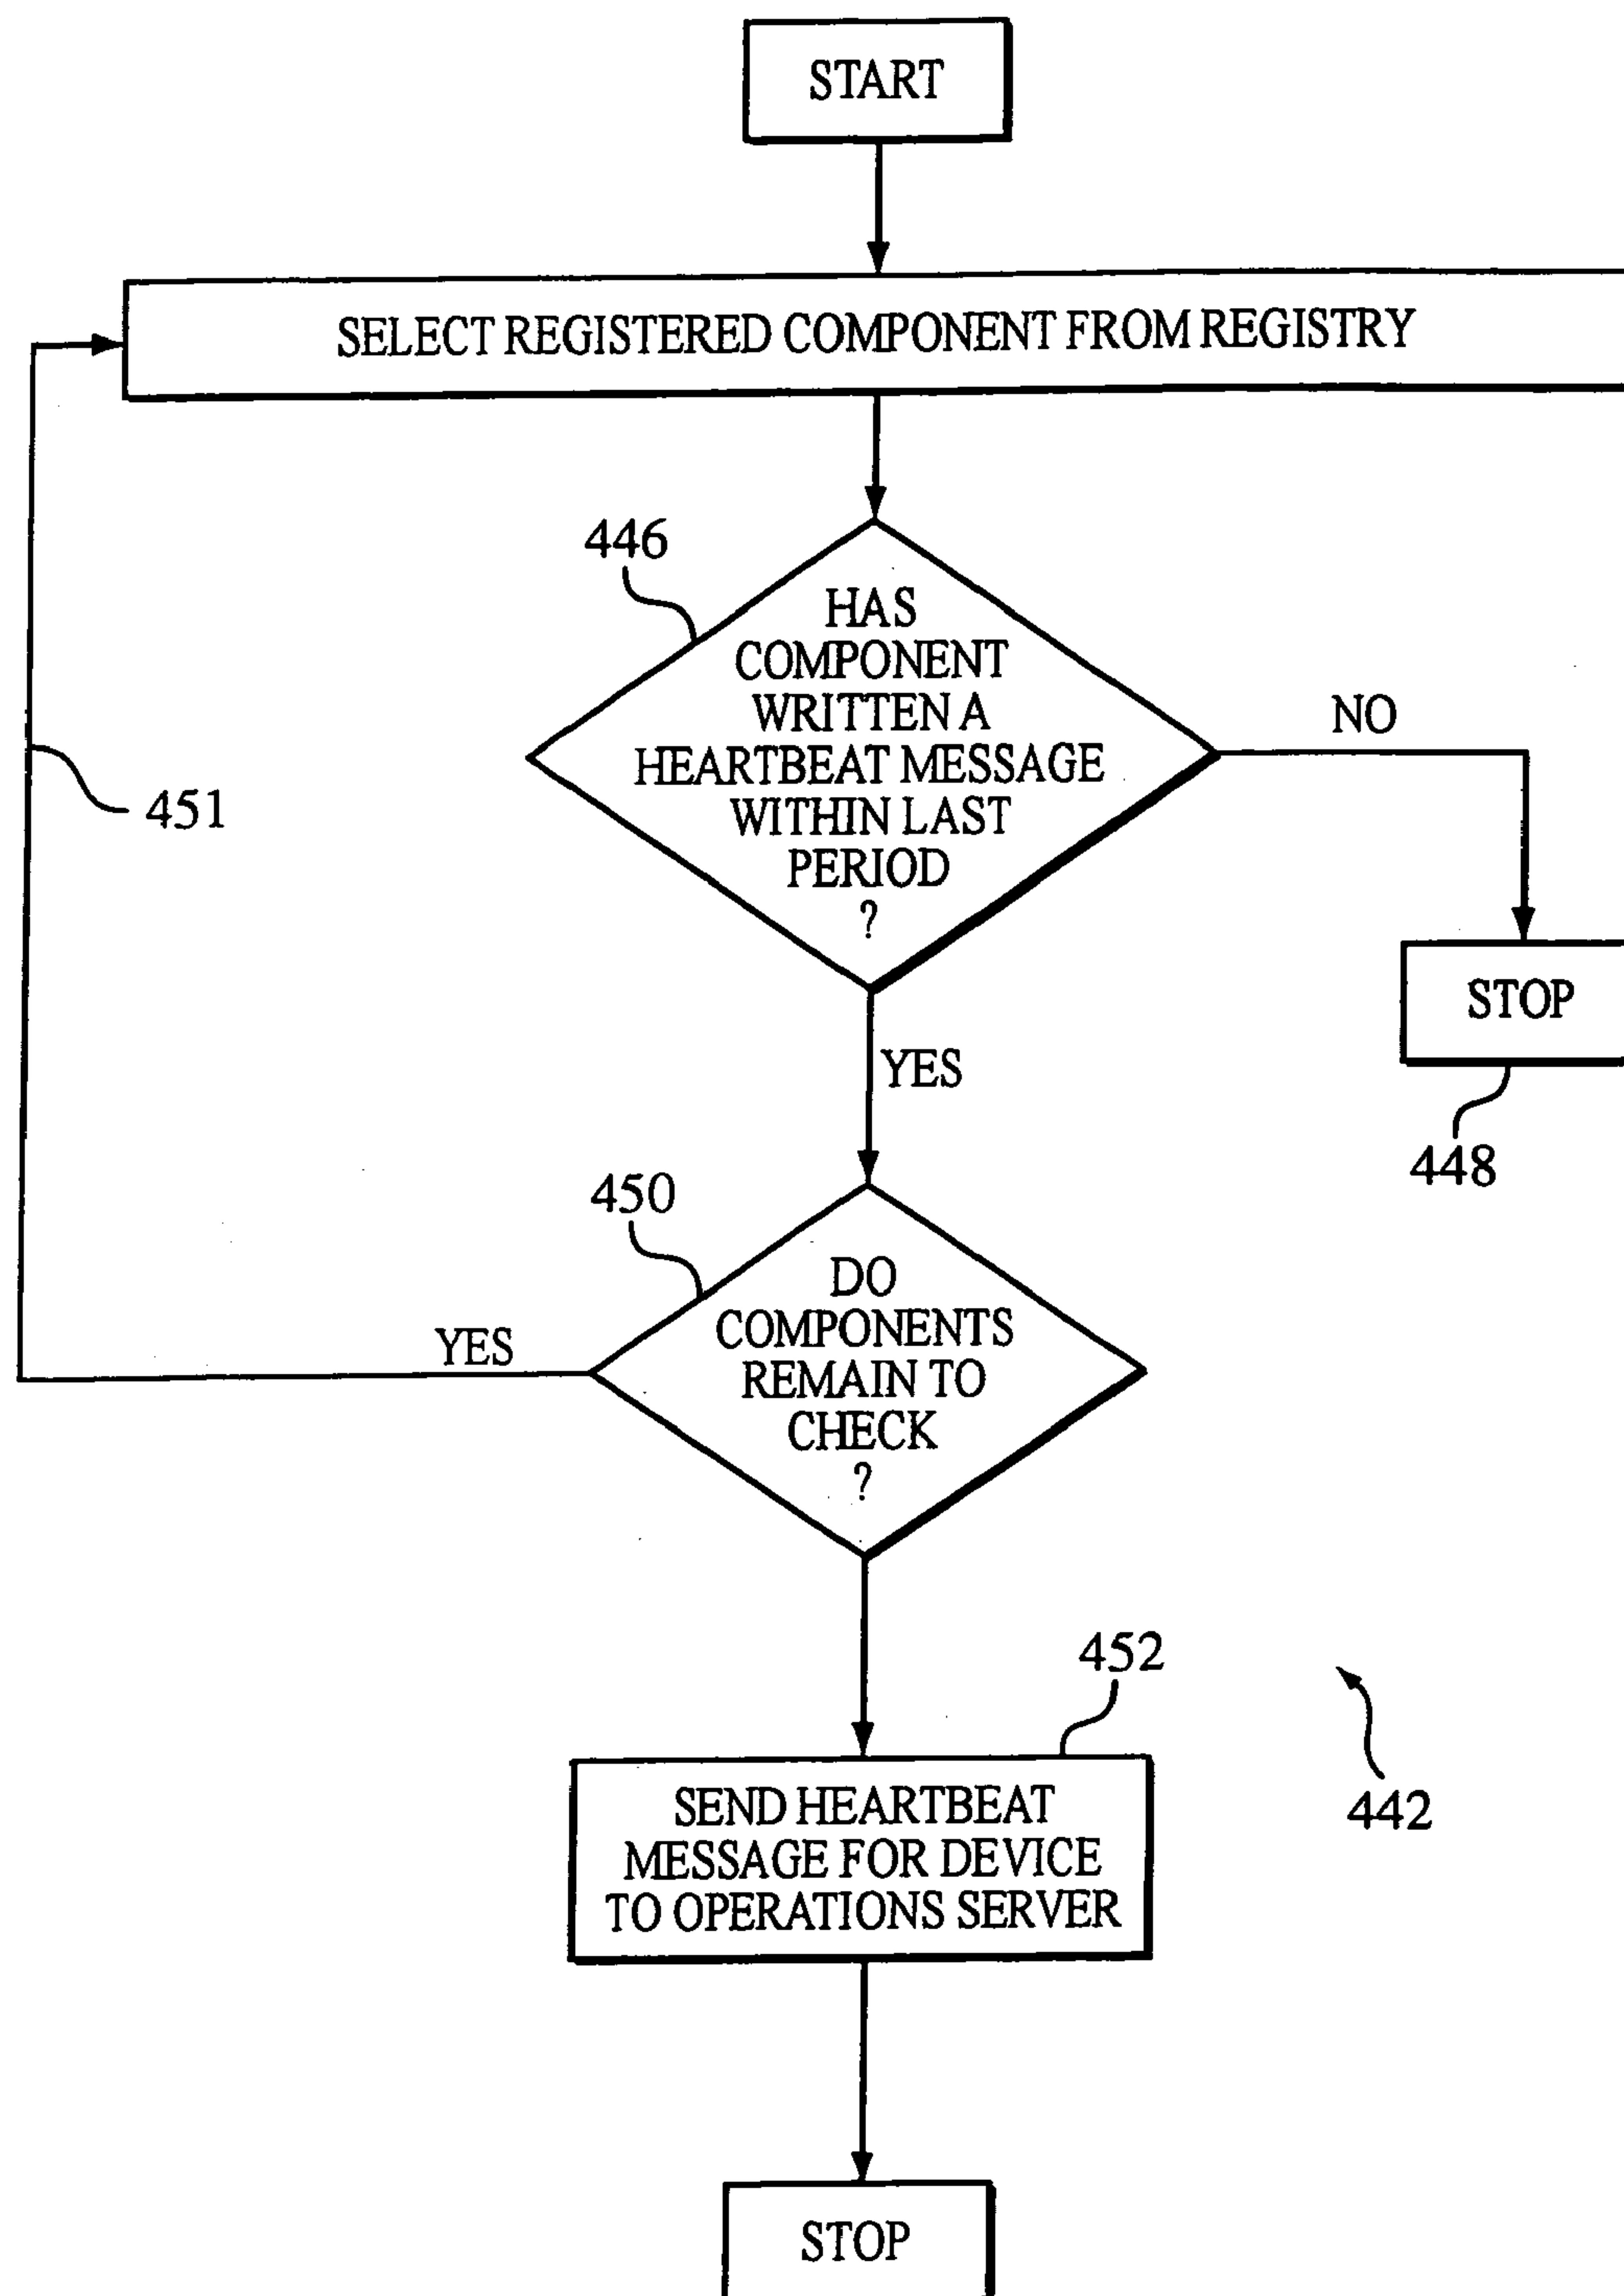 START
SELECT REGISTERED COMPONENT FROM REGISTRY
446
HAS
COMPONENT
WRITTEN A
HEARTBEAT MESSAGE
WITHIN LAST
PERIOD
?
NO
451
STOP
448
YES
450
DO
COMPONENTS
REMAIN TO
CHECK
?
YES
452
SEND HEARTBEAT
MESSAGE FOR DEVICE
TO OPERATIONS SERVER
442
STOP